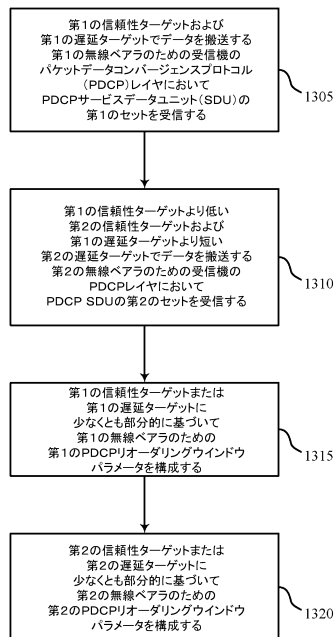 第1の信頼性ターゲットおよび
第1の遅延ターゲットでデータを搬送する
第1の無線ベアラのための受信機の
パケットデータコンバージェンスプロトコル
(PDCP)レイヤにおいて
PDCPサービスデータユニット(SDU)の
第1のセットを受信する
1305
第1の信頼性ターゲットより低い
第2の信頼性ターゲットおよび
第1の遅延ターゲットより短い
第2の遅延ターゲットでデータを搬送する
第2の無線ベアラのための受信機の
PDCPレイヤにおいて
PDCP SDUの第2のセットを受信する
1310
第1の信頼性ターゲットまたは
第1の遅延ターゲットに
少なくとも部分的に基づいて
第1の無線ベアラのための
第1のPDCPリオーダリングウインドウ
パラメータを構成する
1315
第2の信頼性ターゲットまたは
第2の遅延ターゲットに
少なくとも部分的に基づいて
第2の無線ベアラのための
第2のPDCPリオーダリングウインドウ
パラメータを構成する
1320